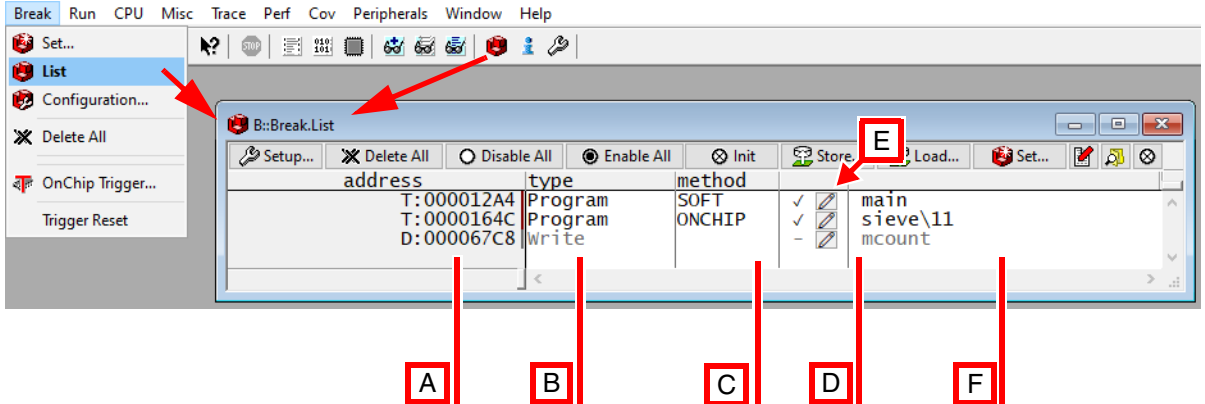 Break Run CPU Misc Trace Perf Cov Peripherals Window Help
Set...
STOP
List
Configuration...
Delete All
OnChip Trigger...
Trigger Reset
B::Break.List
Setup... Delete All Disable All Enable All Init Store. Load... Set...
E
address type method
T:000012A4 Program SOFT ✓ main
T:0000164C Program ONCHIP ✓ sieve\11
D:000067C8 Write – mcount
A B C D F